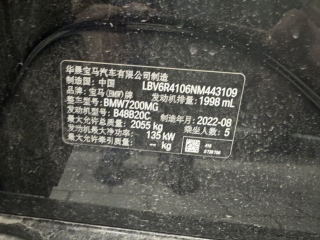 华晨宝马汽车有限公司制造
制造国: 中国 LBV6R4106NM443109
品牌: 宝马(BMW)牌 发动机排量: 1998 mL
整车型号: BMW7200MG
发动机型号: B48B20C 制造年月: 2022-08
最大允许总质量: 2055 kg 乘坐人数: 5
发动机最大净功率: 135 kW
最大允许牵引质量: -- kg